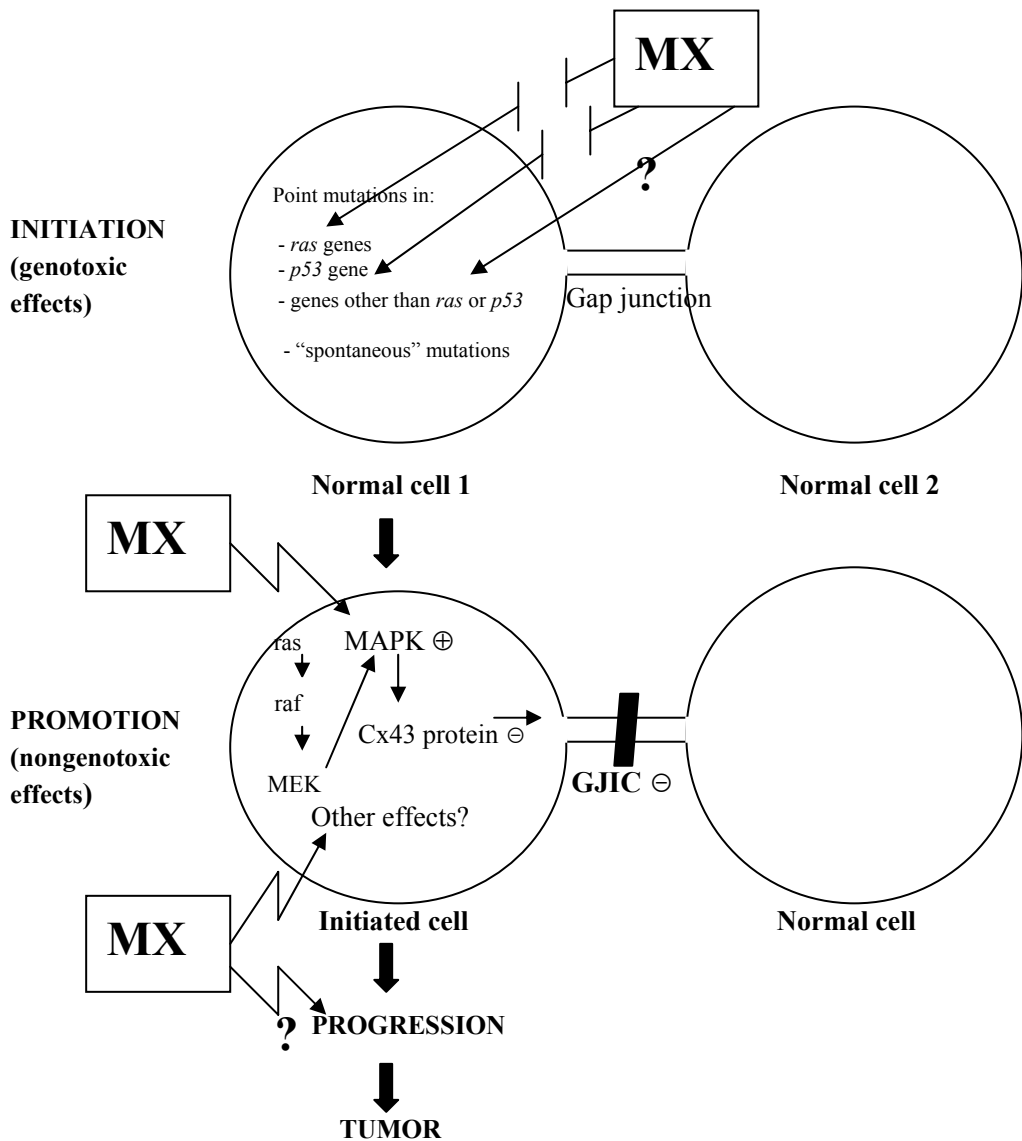 MX
?
Point mutations in:
INITIATION
(genotoxic
effects)
- ras genes
- p53 gene
- genes other than ras or p53
- “spontaneous” mutations
Gap junction
Normal cell 1
Normal cell 2
MX
ras
MAPK ⊕
raf
Cx43 protein ⊖
MEK
Other effects?
PROMOTION
(nongenotoxic
effects)
GJIC ⊖
MX
Initiated cell
Normal cell
? PROGRESSION
TUMOR